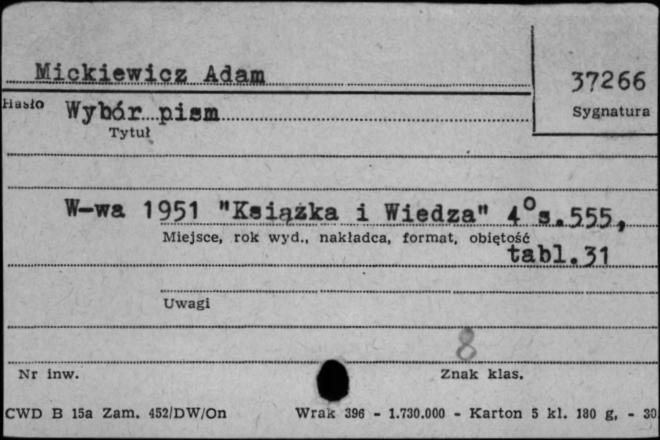 Mickiewicz Adam
37266
Hasło
Sygnatura
Wybór pism
Tytuł
W-wa 1951 "Książka i Wiedza" 4° s.555,
Miejsce, rok wyd., nakładca, format, objętość
tabl.31
Uwagi
8
Nr inw.
Znak klas.
CWD B 15a Zam. 452/DW/On Wrak 396 - 1.730.000 - Karton 5 kl. 180 g, - 30